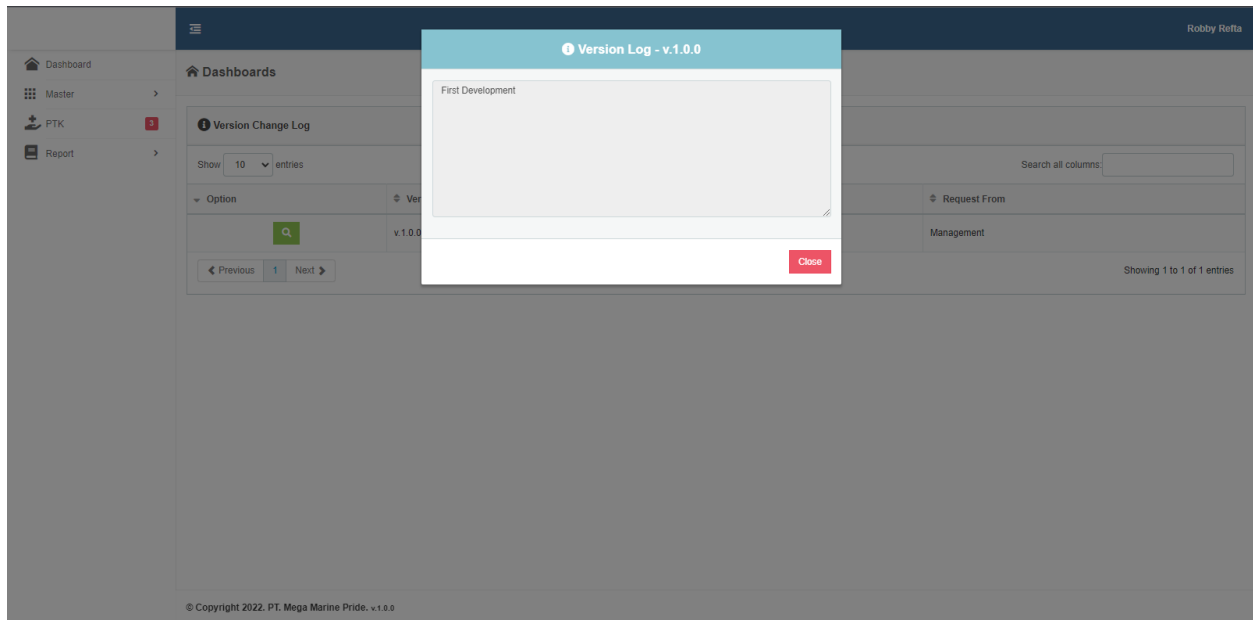 Robby Refta
Dashboard
Master
PTK 3
Report
Dashboards
Version Change Log
Show 10 entries
Search all columns:
Option Ver Request From
v.1.0.0 Management
Previous 1 Next
Showing 1 to 1 of 1 entries
Version Log - v.1.0.0
First Development
Close
© Copyright 2022. PT. Mega Marine Pride. v.1.0.0